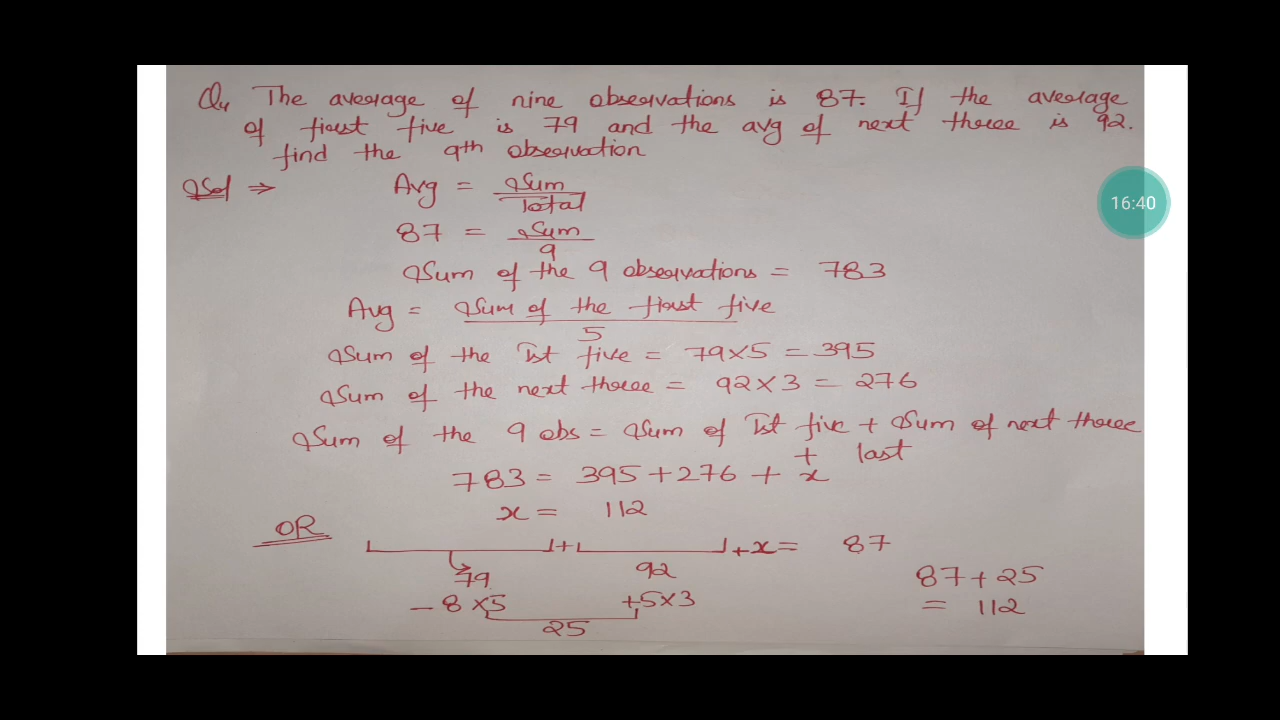 Q4 The average of nine observations is 87. If the average
of first five is 79 and the avg of next three is 92.
find the 9th observation
Sol ⇒ Avg = Sum
Total
87 = Sum
9
Sum of the 9 observations = 783
Avg = Sum of the first five
5
Sum of the Ist five = 79×5 = 395
Sum of the next three = 92×3 = 276
Sum of the 9 obs = Sum of Ist five + Sum of next three
+ last
783 = 395 + 276 + x
x = 112
OR
+ + x = 87
79 92
- 8 × 5 + 5×3
25
87 + 25
= 112
16:40